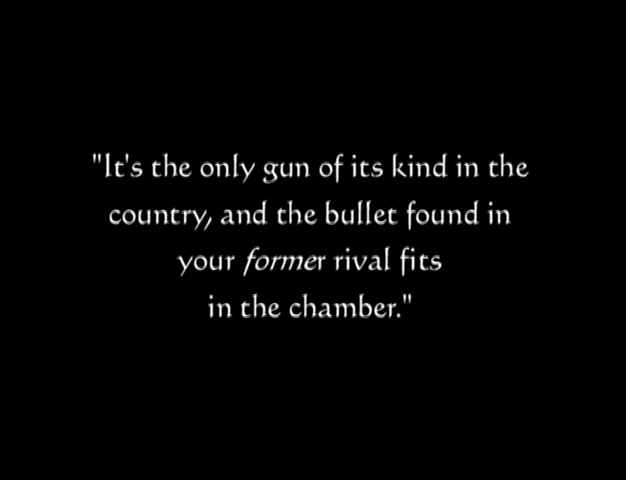 "It's the only gun of its kind in the
country, and the bullet found in
your former rival fits
in the chamber."